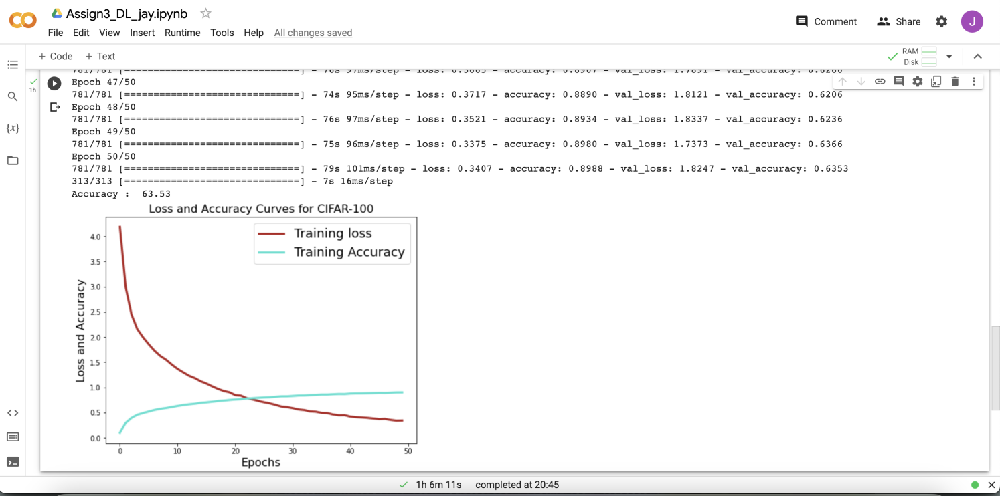 Assign3_DL_jay.ipynb
File Edit View Insert Runtime Tools Help All changes saved
Comment Share J
+ Code + Text
RAM
Disk
1h
781/781 [==============================] - 76s 97ms/step - loss: 0.3665 - accuracy: 0.8907 - val_loss: 1.7891 - val_accuracy: 0.6260
Epoch 47/50
781/781 [==============================] - 74s 95ms/step - loss: 0.3717 - accuracy: 0.8890 - val_loss: 1.8121 - val_accuracy: 0.6206
Epoch 48/50
781/781 [==============================] - 76s 97ms/step - loss: 0.3521 - accuracy: 0.8934 - val_loss: 1.8337 - val_accuracy: 0.6236
Epoch 49/50
781/781 [==============================] - 75s 96ms/step - loss: 0.3375 - accuracy: 0.8980 - val_loss: 1.7373 - val_accuracy: 0.6366
Epoch 50/50
781/781 [==============================] - 79s 101ms/step - loss: 0.3407 - accuracy: 0.8988 - val_loss: 1.8247 - val_accuracy: 0.6353
313/313 [==============================] - 7s 16ms/step
Accuracy :  63.53
Loss and Accuracy Curves for CIFAR-100
Training loss
Training Accuracy
Loss and Accuracy
4.0
3.5
3.0
2.5
2.0
1.5
1.0
0.5
0.0
0 10 20 30 40 50
Epochs
{x}
1h 6m 11s completed at 20:45